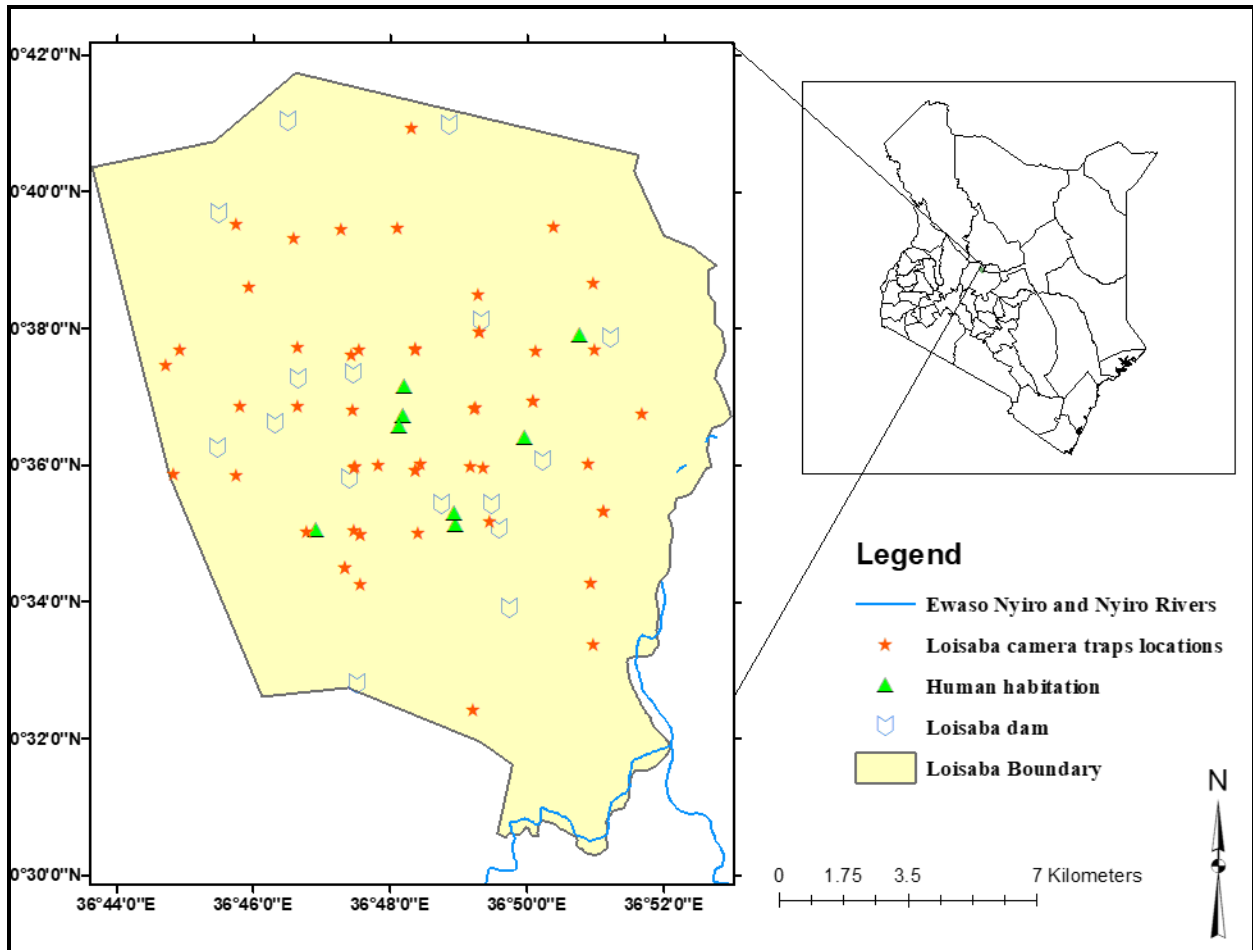 0°42'0"N
0°40'0"N
0°38'0"N
0°36'0"N
0°34'0"N
0°32'0"N
0°30'0"N
36°44'0"E 36°46'0"E 36°48'0"E 36°50'0"E 36°52'0"E
Legend
Ewaso Nyiro and Nyiro Rivers
Loisaba camera traps locations
Human habitation
Loisaba dam
Loisaba Boundary
N
0 1.75 3.5 7 Kilometers